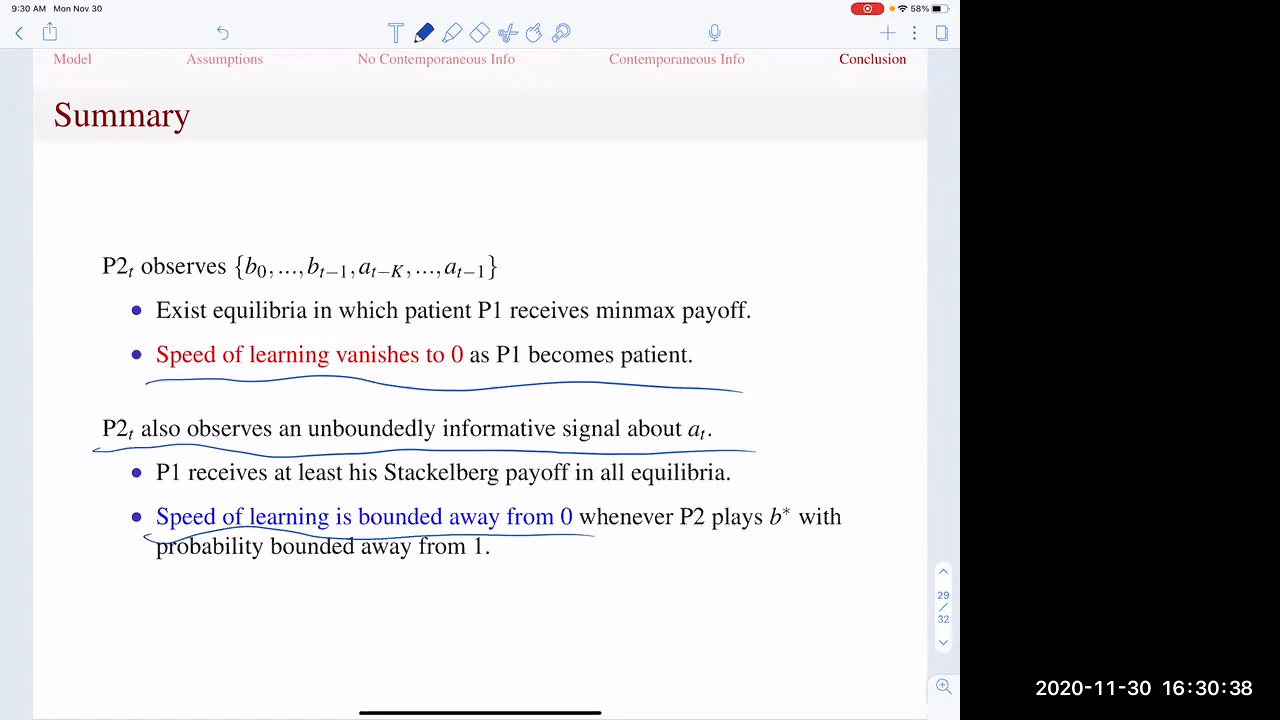 9:30 AM Mon Nov 30
58%
Model Assumptions No Contemporaneous Info Contemporaneous Info Conclusion
Summary
P2ₜ observes {b₀, ..., bₜ₋₁, aₜ₋K, ..., aₜ₋₁}
• Exist equilibria in which patient P1 receives minmax payoff.
• Speed of learning vanishes to 0 as P1 becomes patient.
P2ₜ also observes an unboundedly informative signal about aₜ.
• P1 receives at least his Stackelberg payoff in all equilibria.
• Speed of learning is bounded away from 0 whenever P2 plays b* with
probability bounded away from 1.
29
/
32
2020-11-30 16:30:38